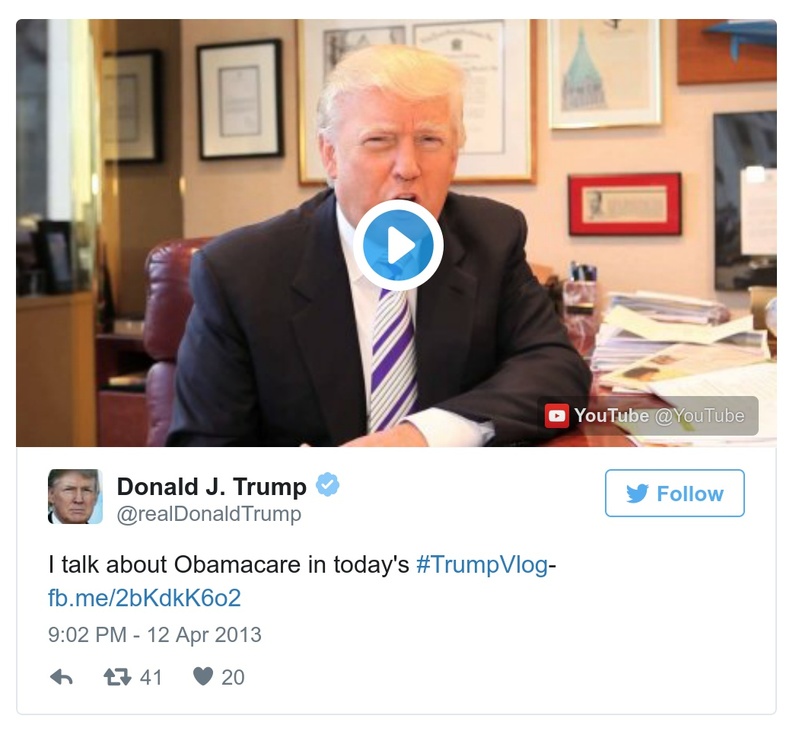 YouTube @YouTube
Donald J. Trump
Follow
@realDonaldTrump
I talk about Obamacare in today's #TrumpVlog-
fb.me/2bKdkK6o2
9:02 PM - 12 Apr 2013
41 20